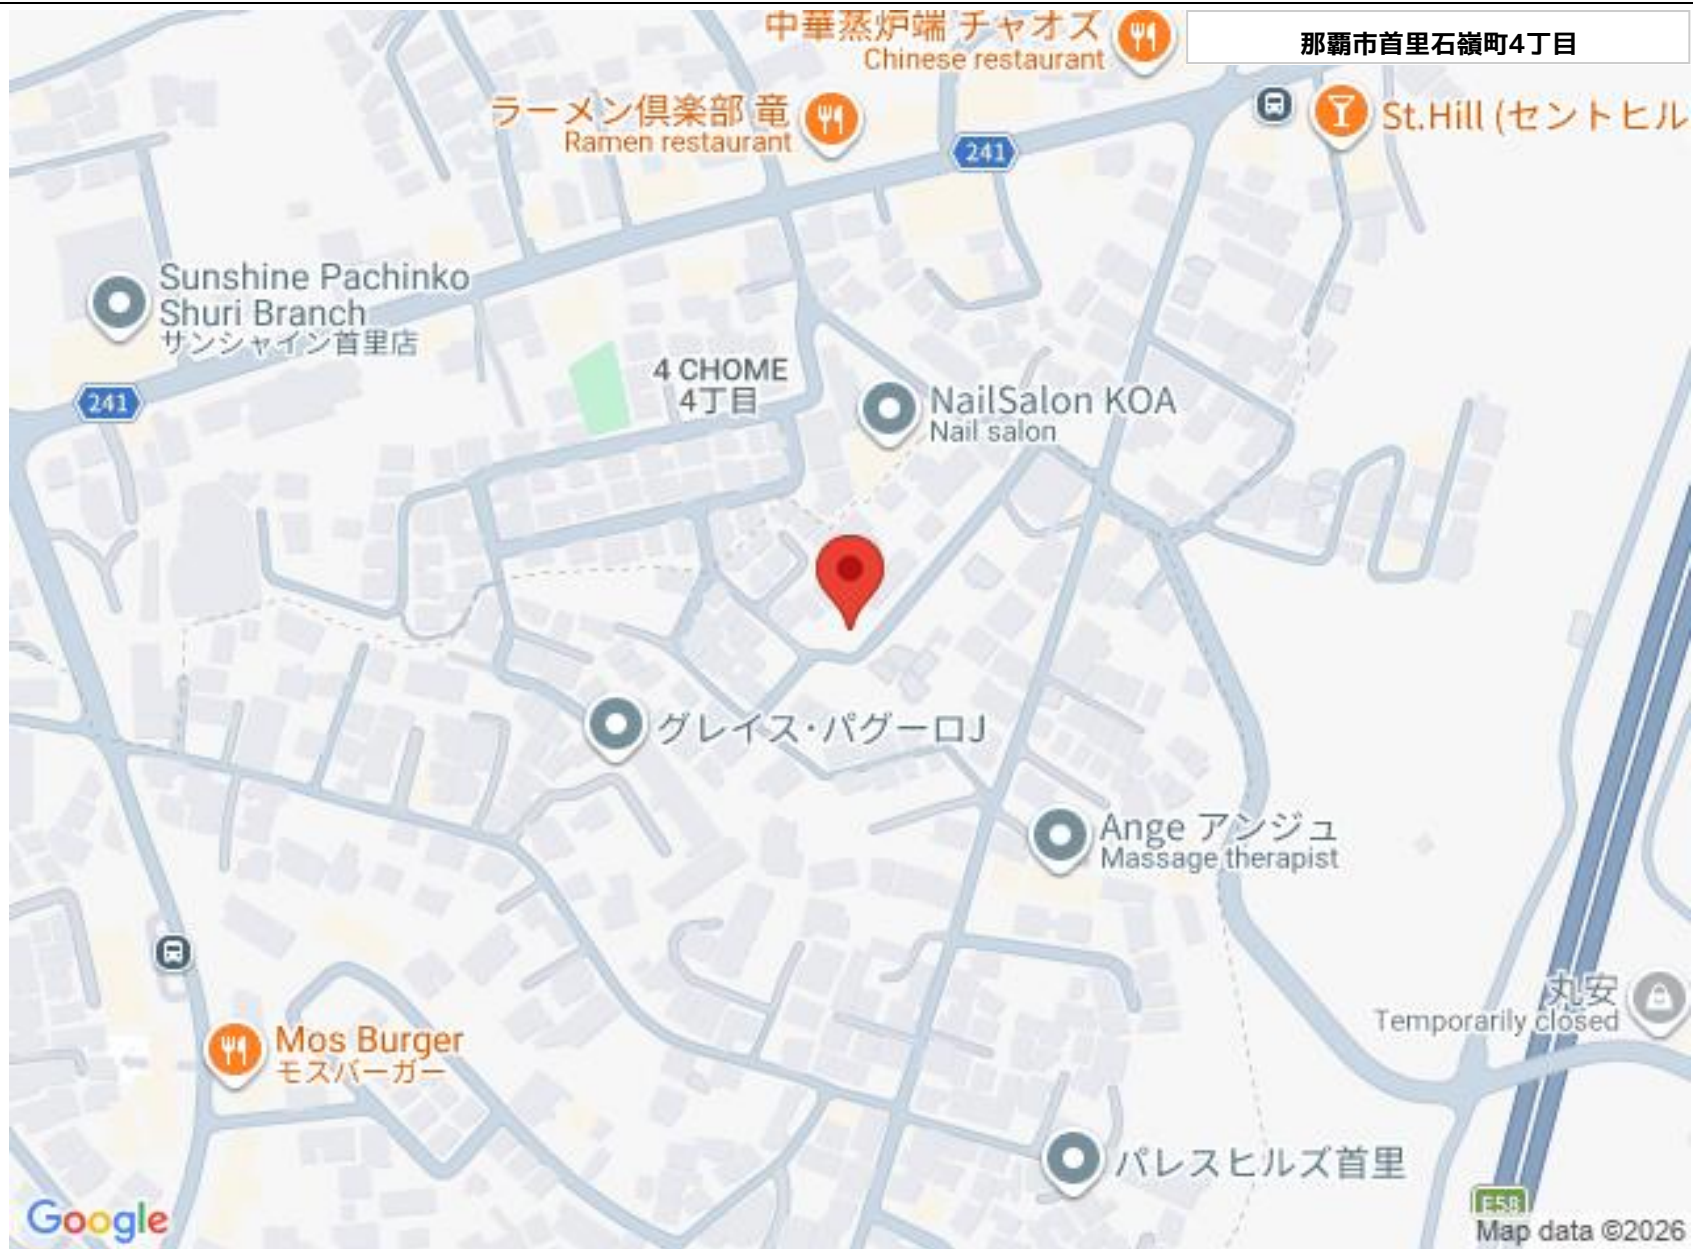 中華蒸炉端 チャオズ
Chinese restaurant
那覇市首里石嶺町4丁目
ラーメン倶楽部 竜
Ramen restaurant
St.Hill (セントヒル
241
Sunshine Pachinko
Shuri Branch
サンシャイン首里店
4 CHOME
4丁目
241
NailSalon KOA
Nail salon
グレイス・パグーロJ
Ange アンジュ
Massage therapist
丸安
Temporarily closed
Mos Burger
モスバーガー
パレスヒルズ首里
E58
Google
Map data ©2026